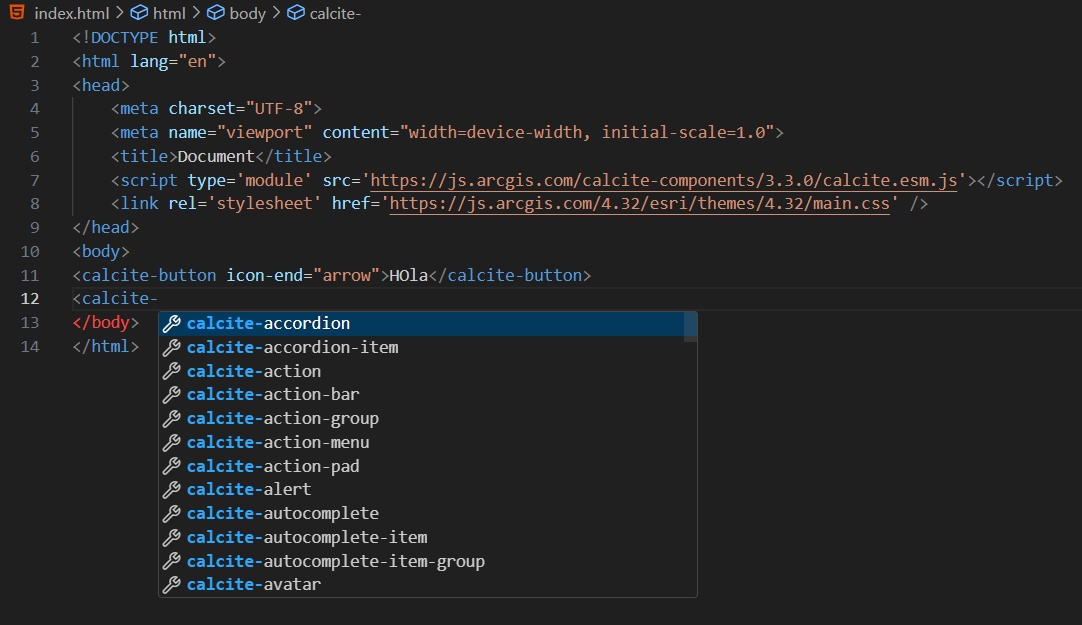 index.html > html > body > calcite-
1 <!DOCTYPE html>
2 <html lang="en">
3 <head>
4 <meta charset="UTF-8">
5 <meta name="viewport" content="width=device-width, initial-scale=1.0">
6 <title>Document</title>
7 <script type='module' src='https://js.arcgis.com/calcite-components/3.3.0/calcite.esm.js'></script>
8 <link rel='stylesheet' href='https://js.arcgis.com/4.32/esri/themes/4.32/main.css' />
9 </head>
10 <body>
11 <calcite-button icon-end="arrow">HOla</calcite-button>
12 <calcite-
13 </body>
14 </html>
calcite-accordion
calcite-accordion-item
calcite-action
calcite-action-bar
calcite-action-group
calcite-action-menu
calcite-action-pad
calcite-alert
calcite-autocomplete
calcite-autocomplete-item
calcite-autocomplete-item-group
calcite-avatar